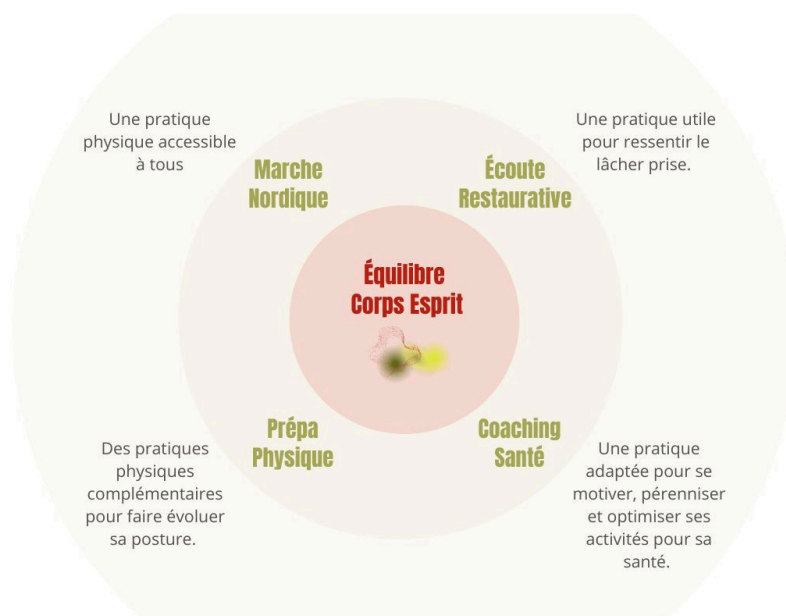 Une pratique
physique accessible
à tous
Marche
Nordique
Écoute
Restaurative
Une pratique utile
pour ressentir le
lâcher prise.
Équilibre
Corps Esprit
Des pratiques
physiques
complémentaires
pour faire évoluer
sa posture.
Prépa
Physique
Coaching
Santé
Une pratique
adaptée pour se
motiver, pérenniser
et optimiser ses
activités pour sa
santé.